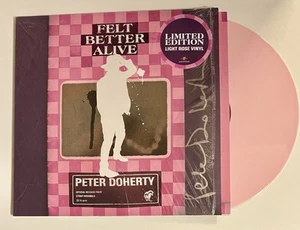 FELT
BETTER
ALIVE
LIMITED
EDITION
LIGHT ROSE VINYL
PETER DOHERTY